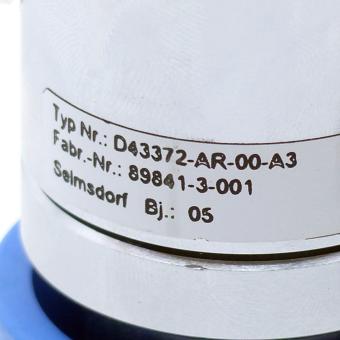 Typ Nr.: D43372-AR-00-A3
Fabr.-Nr.: 89841-3-001
Selmsdorf Bj.: 05